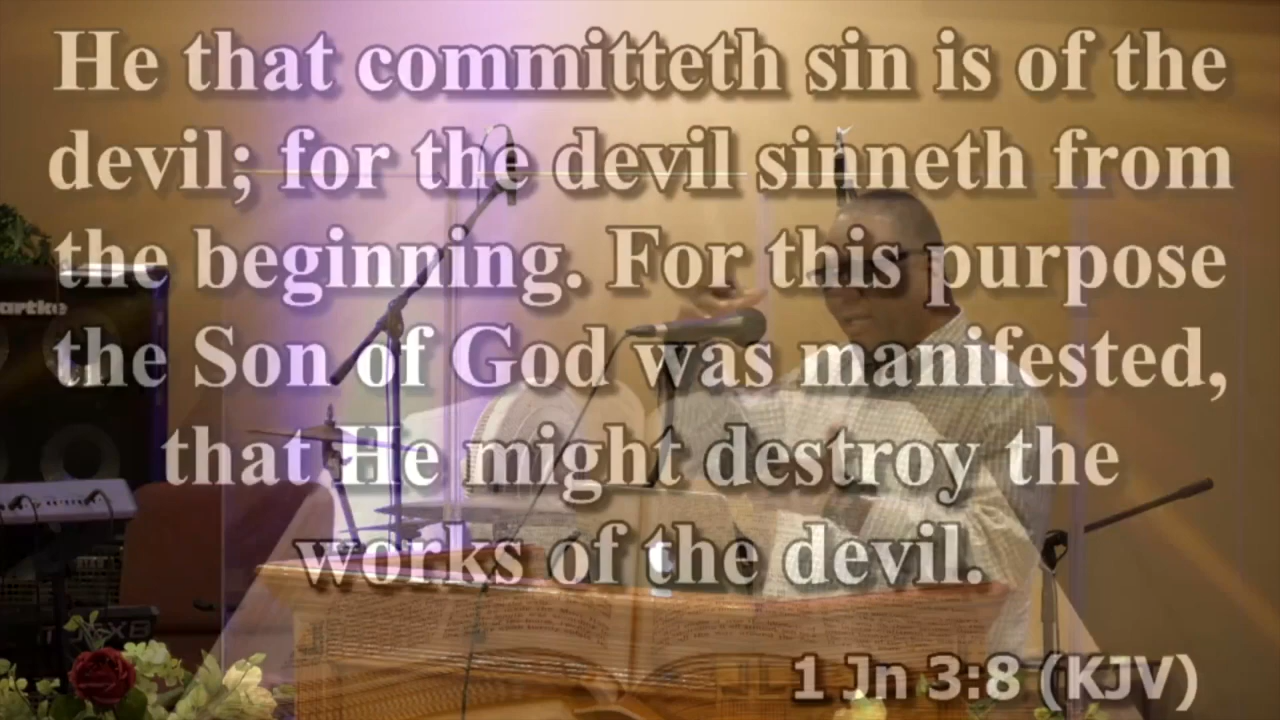 He that committeth sin is of the
devil; for the devil sinneth from
the beginning. For this purpose
the Son of God was manifested,
that He might destroy the
works of the devil.
1 Jn 3:8 (KJV)